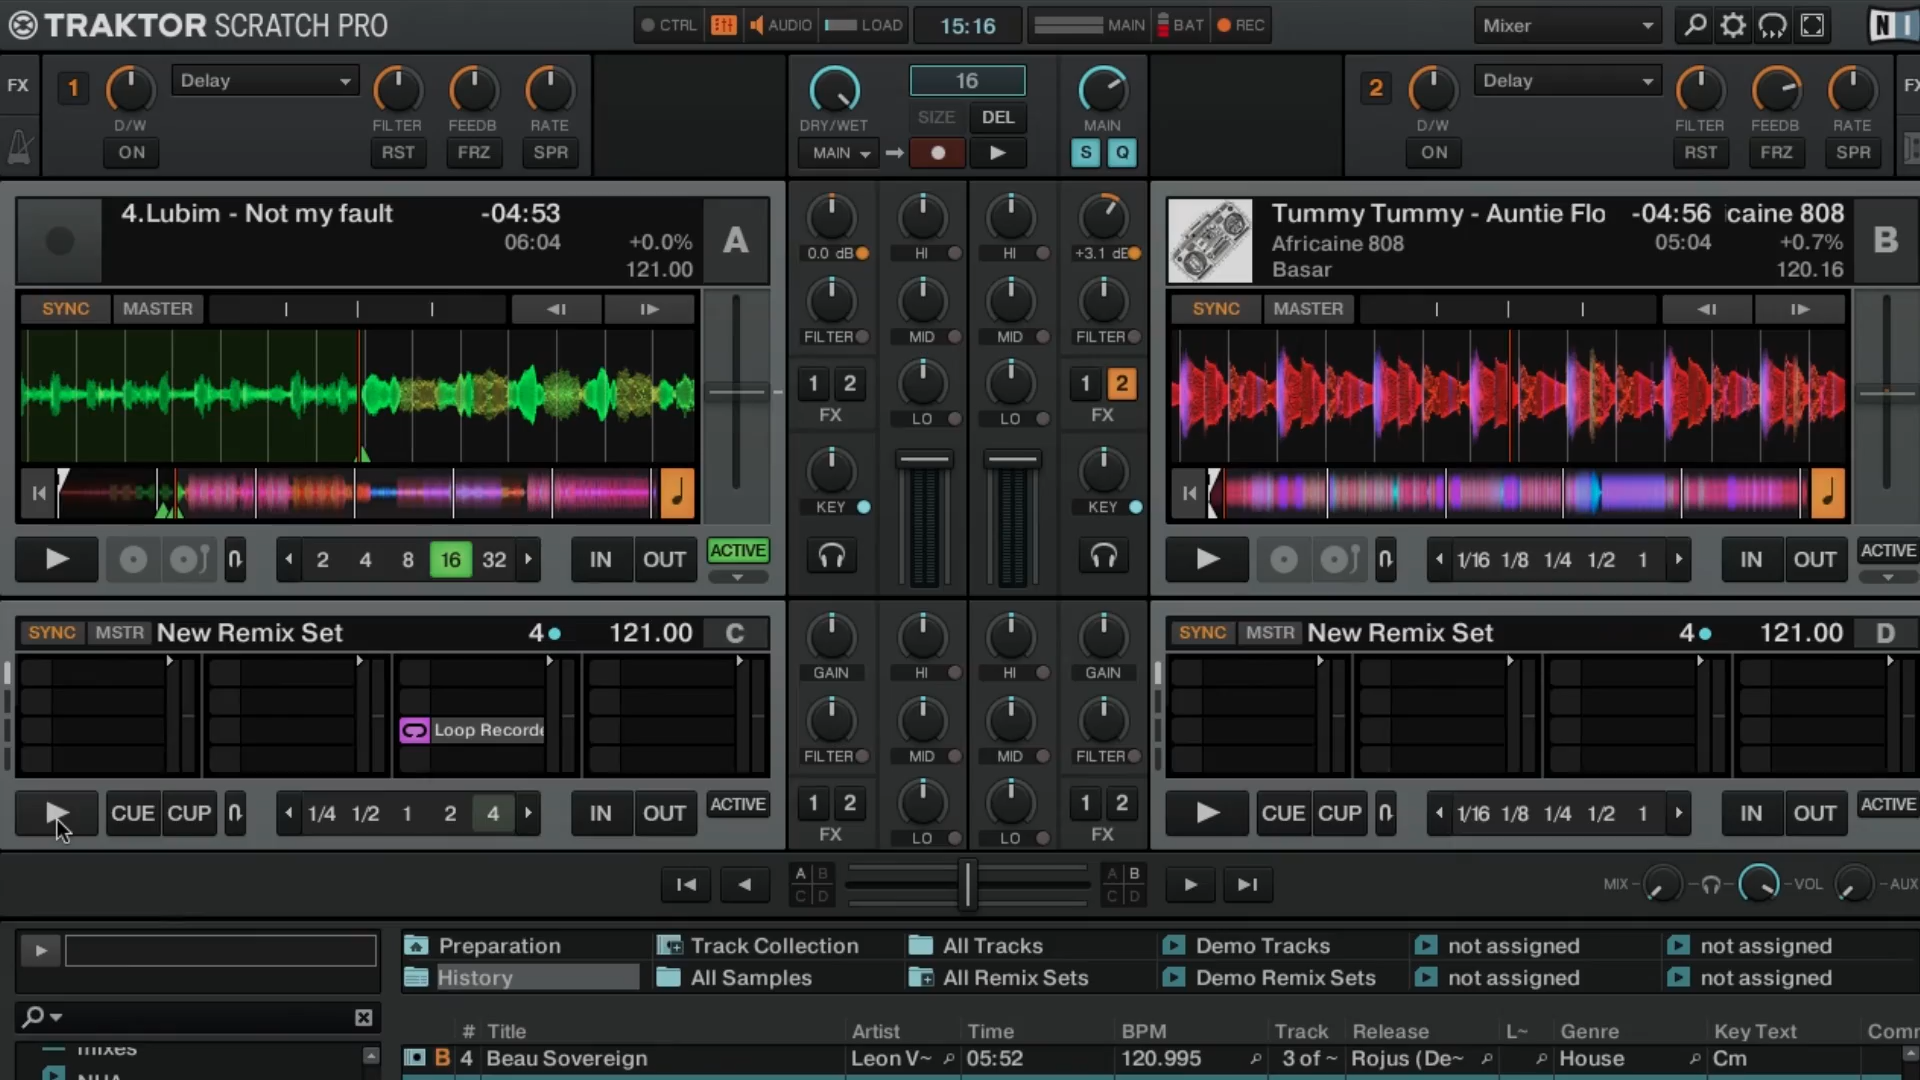 TRAKTOR SCRATCH PRO
CTRL AUDIO LOAD 15:16 MAIN BAT REC Mixer NI
FX 1 Delay 16 2 Delay
D/W FILTER FEEDB RATE DRY/WET SIZE DEL MAIN D/W FILTER FEEDB RATE
ON RST FRZ SPR MAIN S Q ON RST FRZ SPR
4.Lubim - Not my fault -04:53 A
06:04 +0.0%
121.00
0.0 dB HI HI +3.1 dB
Tummy Tummy - Auntie Flo -04:56 icaine 808 B
Africaine 808 05:04 +0.7%
Basar 120.16
SYNC MASTER FILTER MID MID FILTER SYNC MASTER
1 2 1 2
FX LO LO FX
KEY KEY
2 4 8 16 32 IN OUT ACTIVE
1/16 1/8 1/4 1/2 1 IN OUT ACTIVE
SYNC MSTR New Remix Set 4 121.00 C
GAIN HI HI GAIN
SYNC MSTR New Remix Set 4 121.00 D
Loop Recorde
FILTER MID MID FILTER
CUE CUP 1/4 1/2 1 2 4 IN OUT ACTIVE
1 2 1 2
FX LO LO FX
CUE CUP 1/16 1/8 1/4 1/2 1 IN OUT ACTIVE
A B A B
C D C D
MIX VOL AUX
Preparation Track Collection All Tracks Demo Tracks not assigned not assigned
History All Samples All Remix Sets Demo Remix Sets not assigned not assigned
mixes
# Title Artist Time BPM Track Release L~ Genre Key Text Comm
B 4 Beau Sovereign Leon V~ 05:52 120.995 3 of ~ Rojus (De~ House Cm